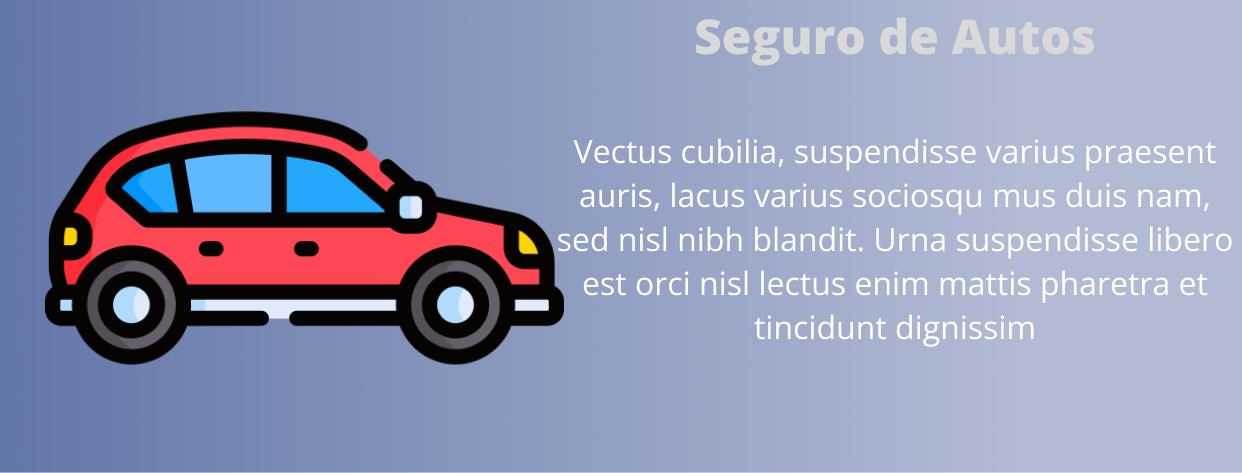 Seguro de Autos
Vectus cubilia, suspendisse varius praesent
auris, lacus varius sociosqu mus duis nam,
sed nisl nibh blandit. Urna suspendisse libero
est orci nisl lectus enim mattis pharetra et
tincidunt dignissim